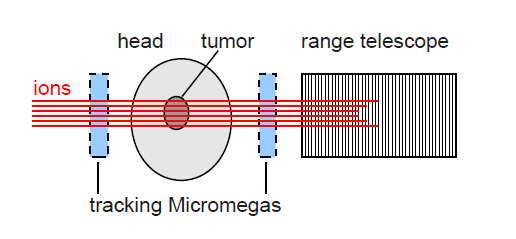 head tumor range telescope
ions
tracking Micromegas